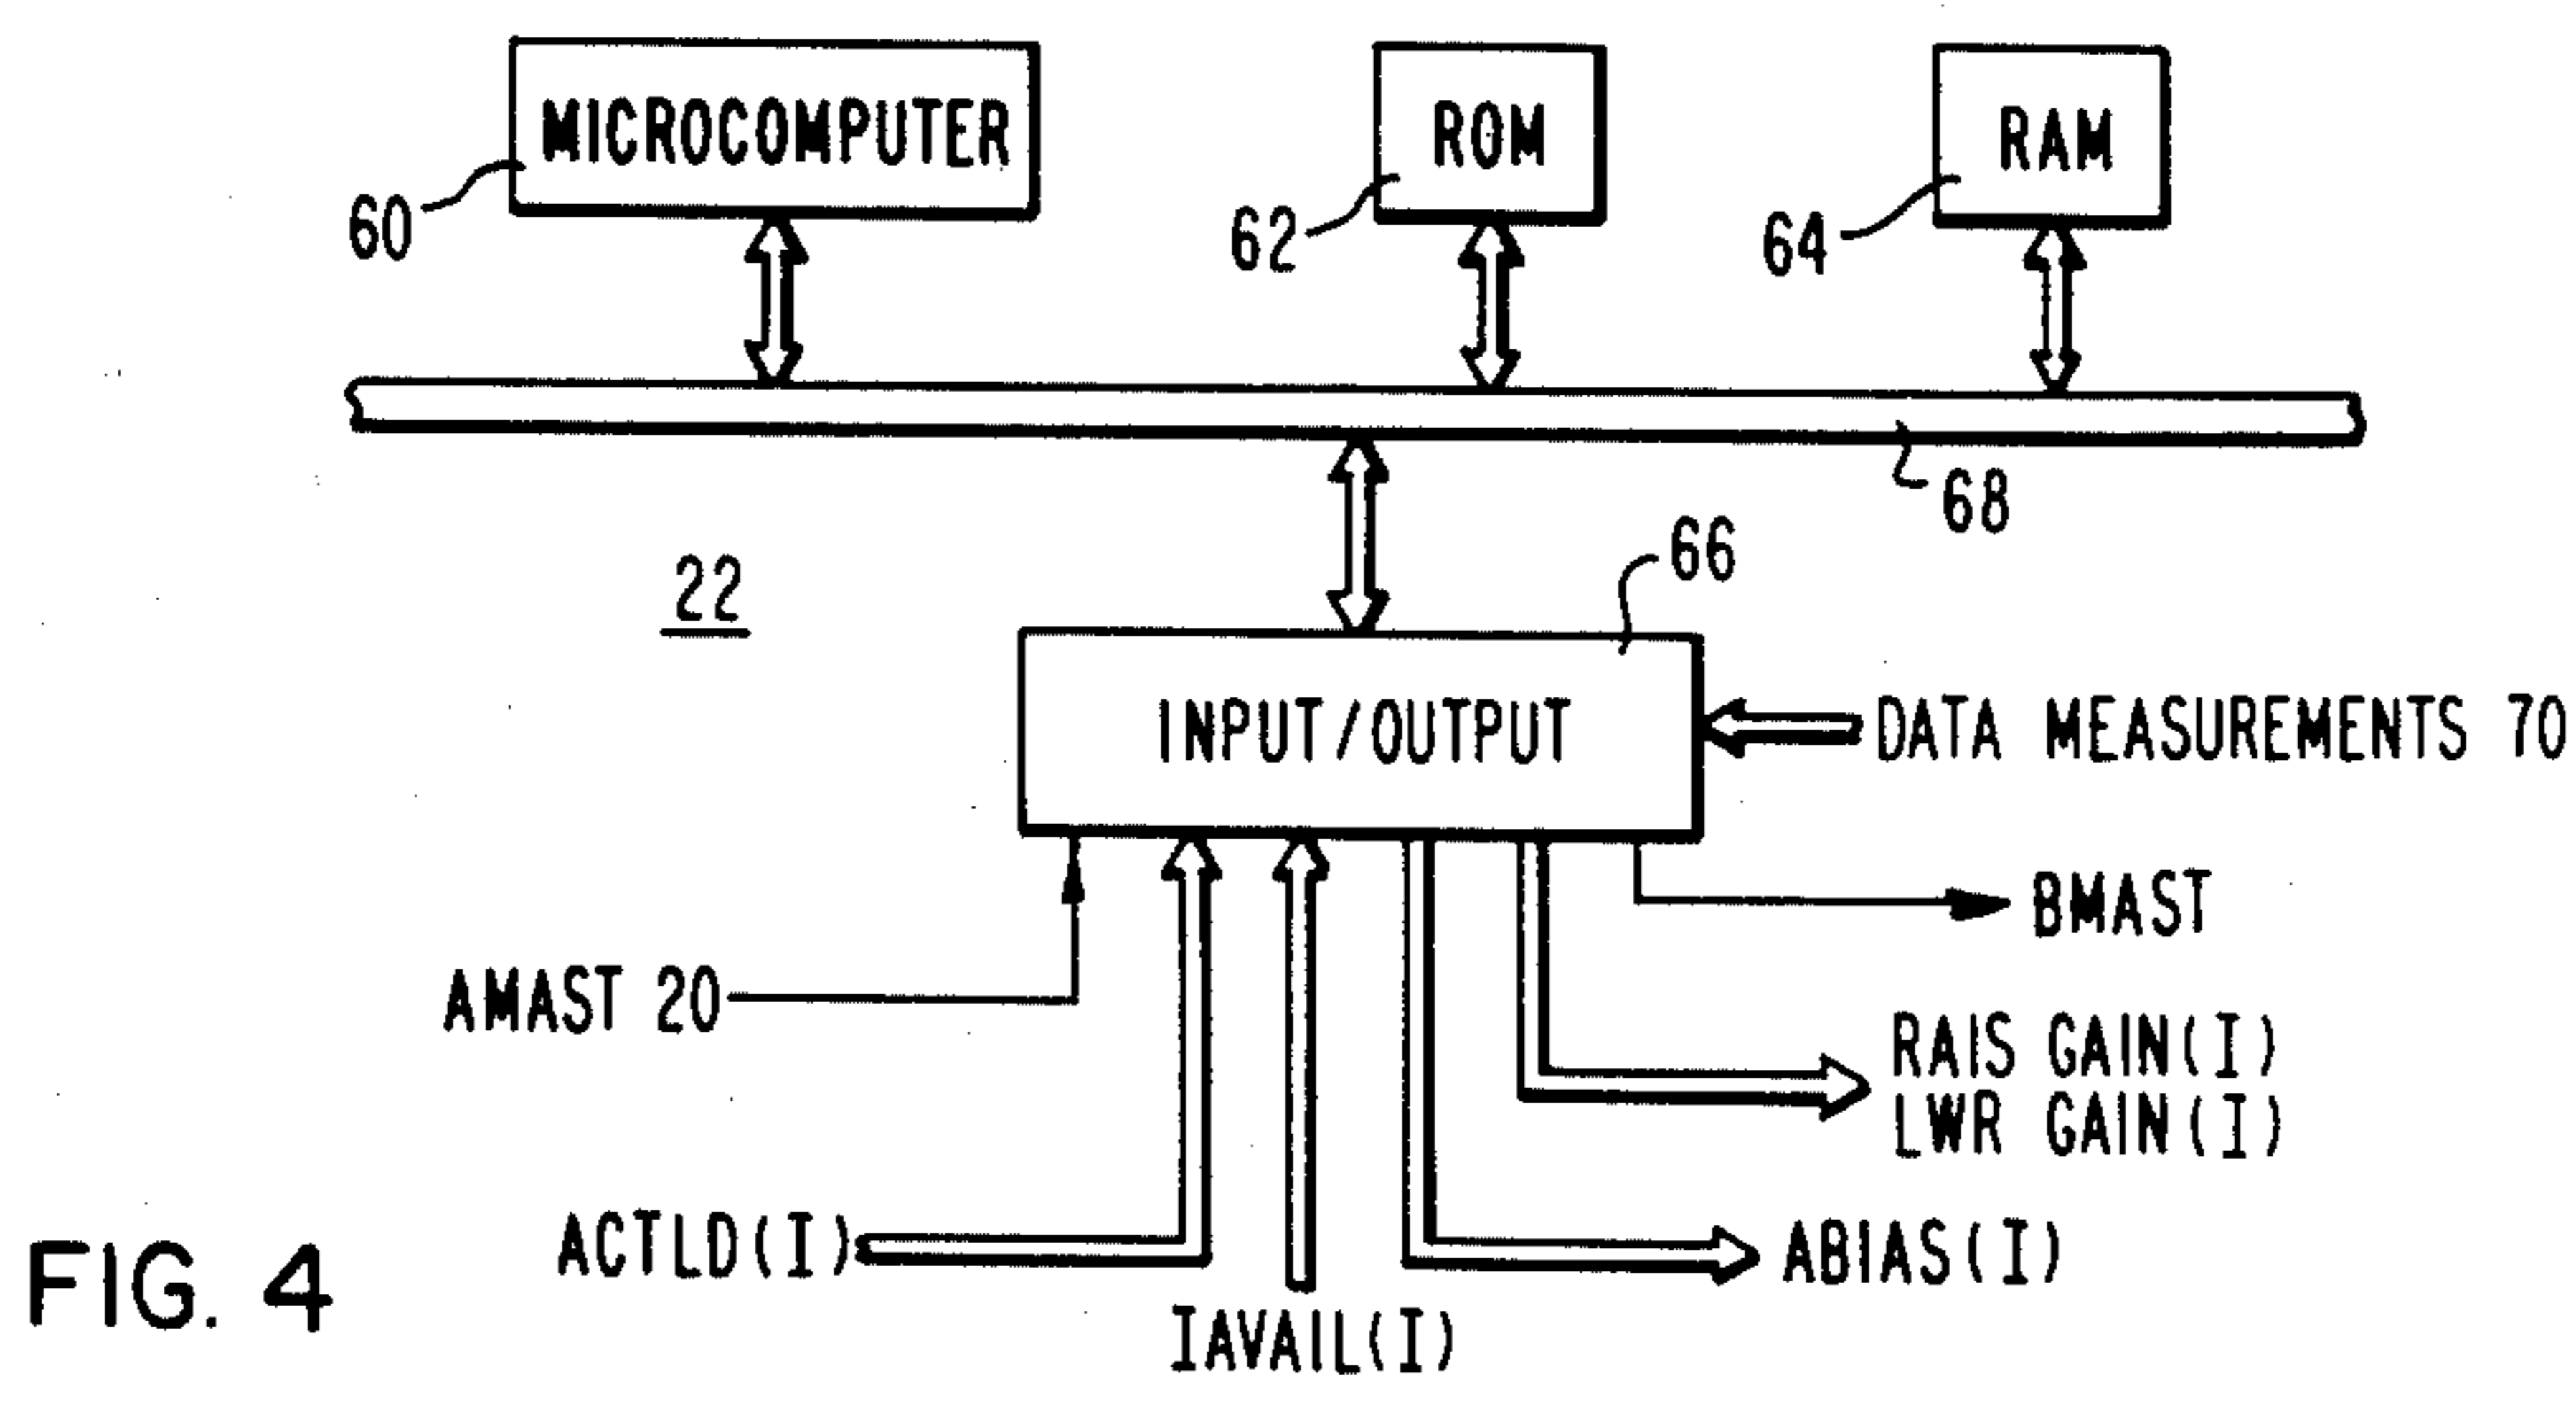 MICROCOMPUTER
ROM
RAM
60
62
64
68
22
66
INPUT/OUTPUT
DATA MEASUREMENTS 70
BMAST
AMAST 20
RAIS GAIN(I)
LWR GAIN(I)
ACTLD(I)
ABIAS(I)
IAVAIL(I)
FIG. 4